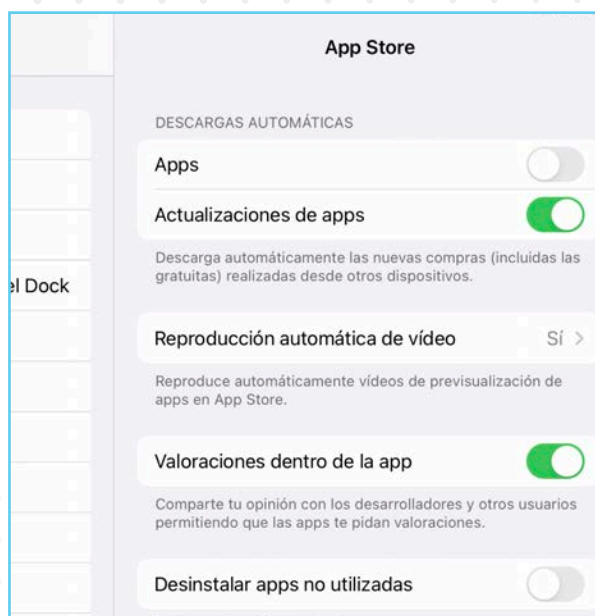 App Store
DESCARGAS AUTOMÁTICAS
Apps
Actualizaciones de apps
Descarga automáticamente las nuevas compras (incluidas las
gratuitas) realizadas desde otros dispositivos.
el Dock
Reproducción automática de vídeo Sí >
Reproduce automáticamente vídeos de previsualización de
apps en App Store.
Valoraciones dentro de la app
Comparte tu opinión con los desarrolladores y otros usuarios
permitiendo que las apps te pidan valoraciones.
Desinstalar apps no utilizadas